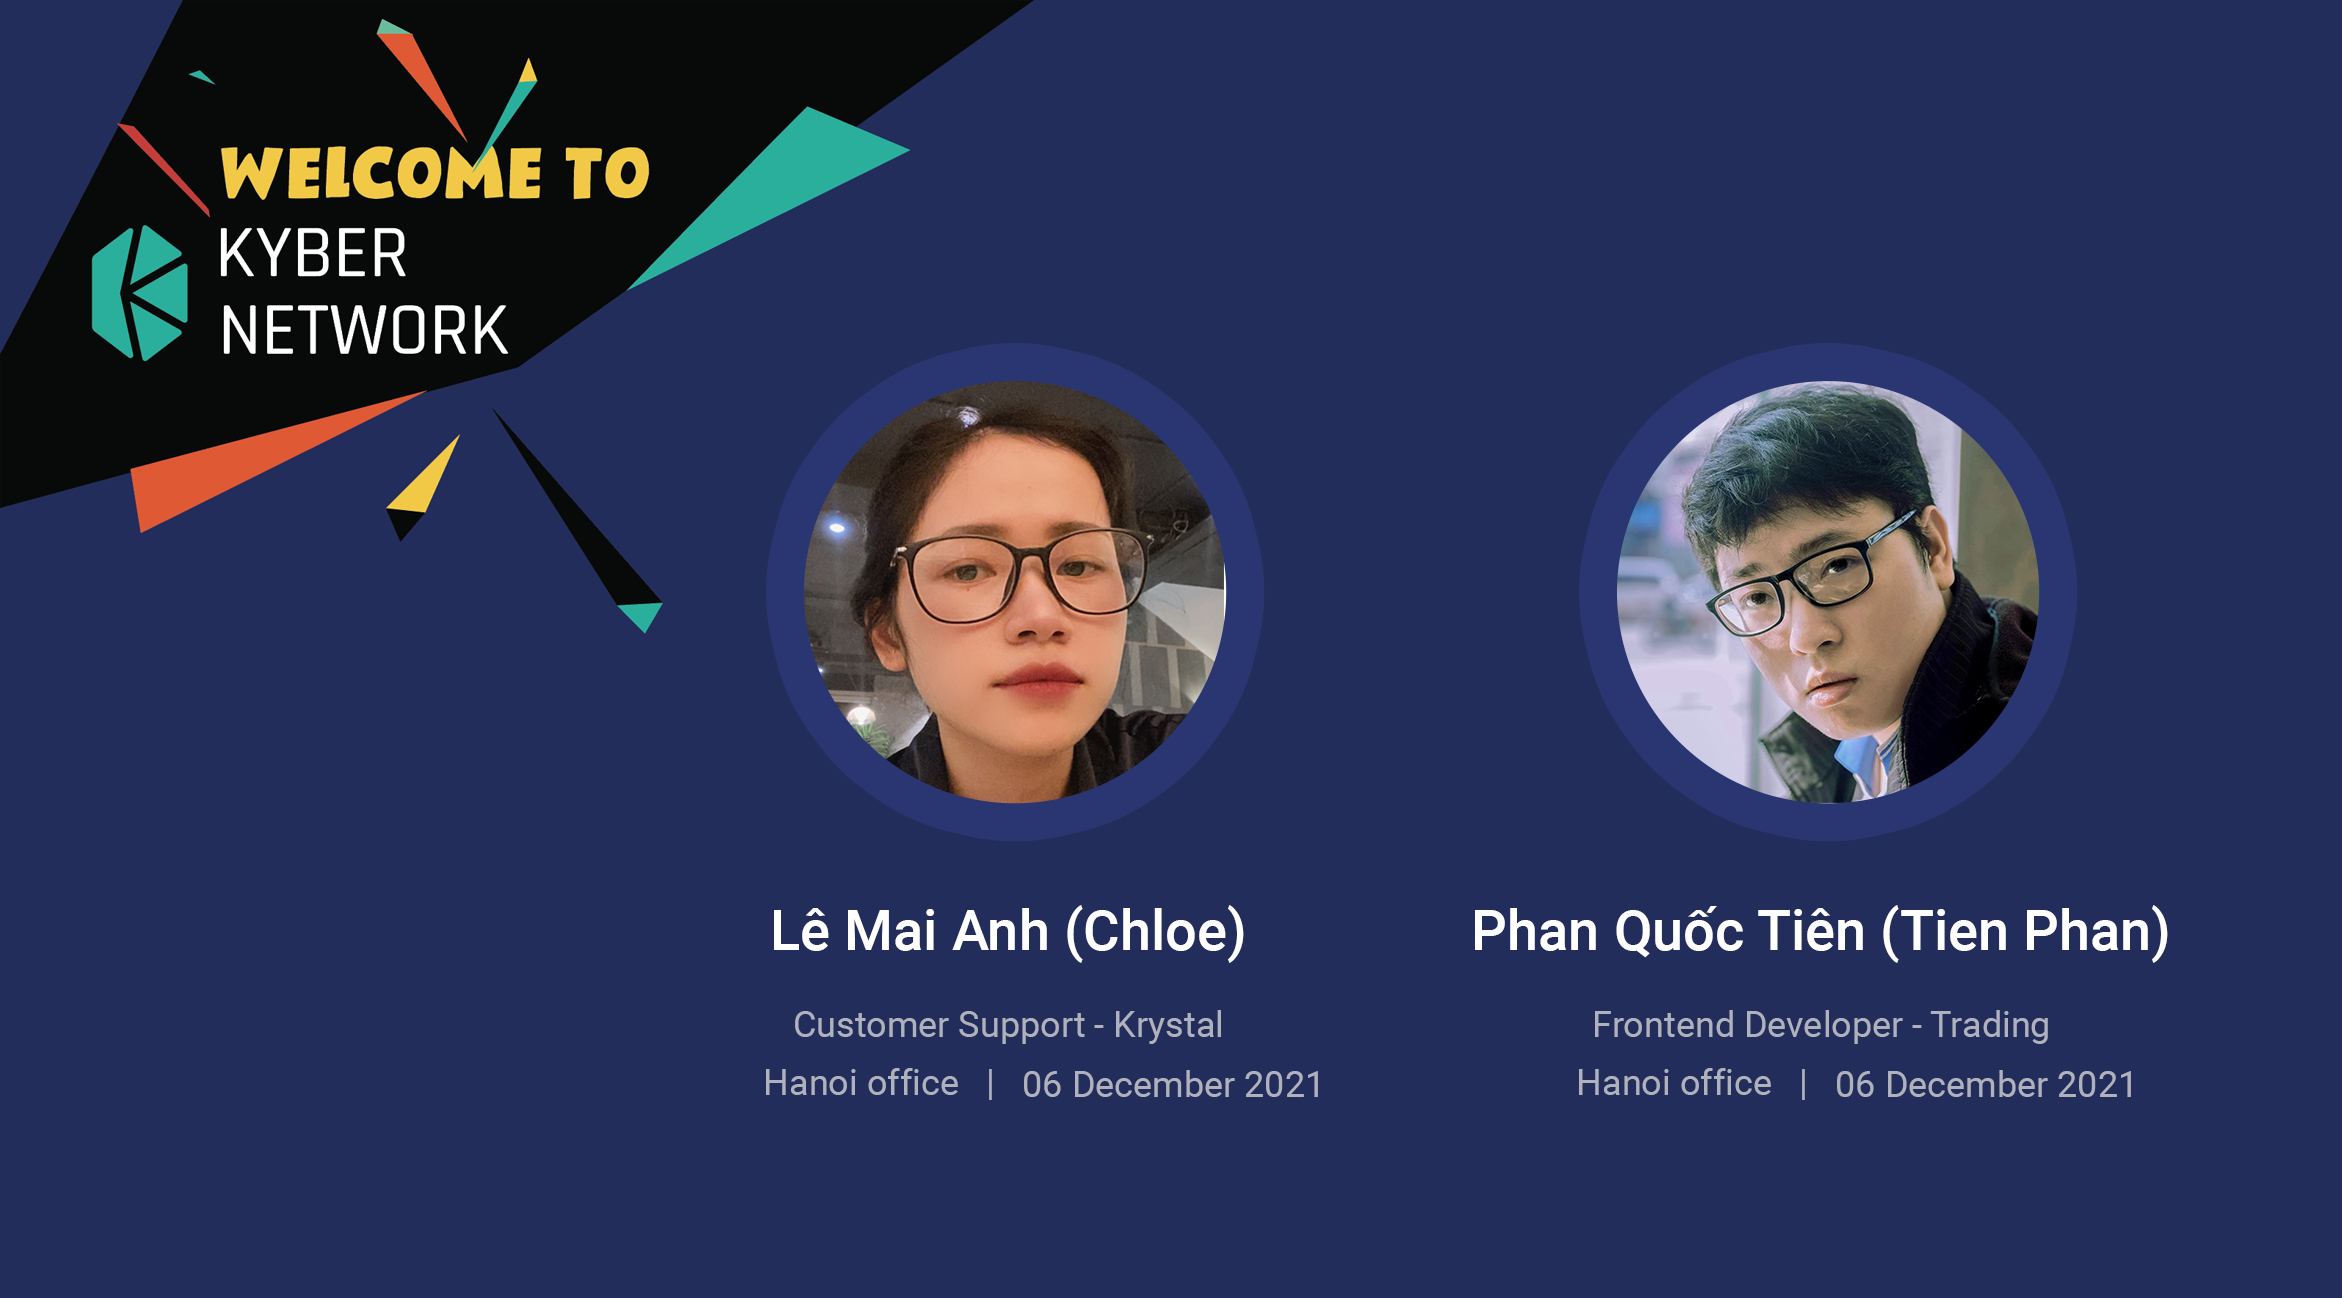 WELCOME TO
KYBER
NETWORK
Lê Mai Anh (Chloe)
Customer Support - Krystal
Hanoi office | 06 December 2021
Phan Quốc Tiên (Tien Phan)
Frontend Developer - Trading
Hanoi office | 06 December 2021